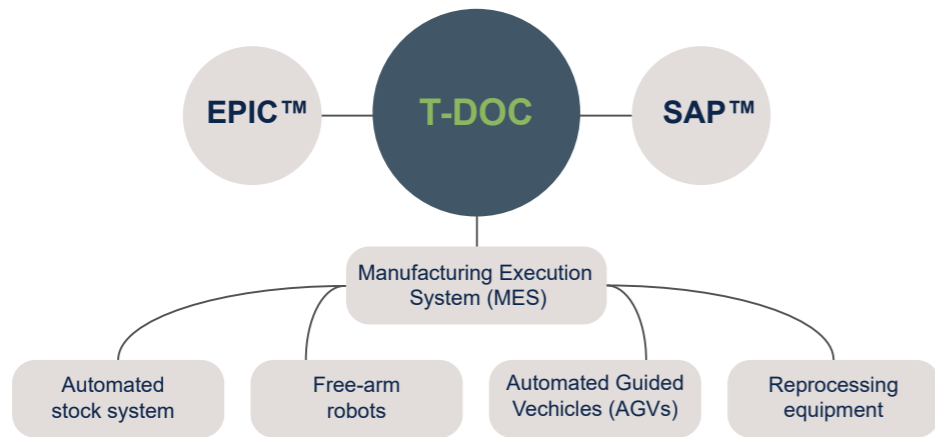 EPIC™
T-DOC
SAP™
Manufacturing Execution
System (MES)
Automated
stock system
Free-arm
robots
Automated Guided
Vechicles (AGVs)
Reprocessing
equipment